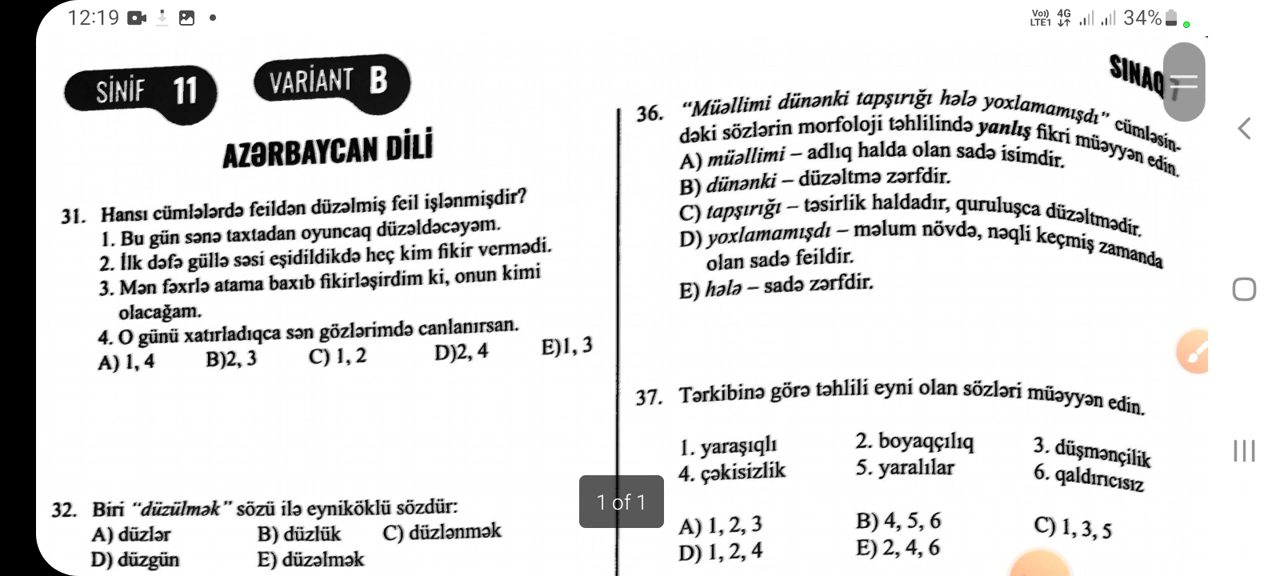 12:19
Vo)) 4G
LTE1
34%
SİNİF 11
VARİANT B
AZƏRBAYCAN DİLİ
31. Hansı cümlələrdə feildən düzəlmiş feil işlənmişdir?
1. Bu gün sənə taxtadan oyuncaq düzəldəcəyəm.
2. İlk dəfə güllə səsi eşidildikdə heç kim fikir vermədi.
3. Mən fəxrlə atama baxıb fikirləşirdim ki, onun kimi
olacağam.
4. O günü xatırladıqca sən gözlərimdə canlanırsan.
A) 1, 4 B)2, 3 C) 1, 2 D)2, 4 E)1, 3
32. Biri “düzülmək” sözü ilə eyniköklü sözdür:
A) düzlər B) düzlük C) düzlənmək
D) düzgün E) düzəlmək
SINAQ
36. “Müəllimi dünənki tapşırığı hələ yoxlamamışdı” cümləsin-
dəki sözlərin morfoloji təhlilində yanlış fikri müəyyən edin.
A) müəllimi – adlıq halda olan sadə isimdir.
B) dünənki – düzəltmə zərfdir.
C) tapşırığı – təsirlik haldadır, quruluşca düzəltmədir.
D) yoxlamamışdı – məlum növdə, nəqli keçmiş zamanda
olan sadə feildir.
E) hələ – sadə zərfdir.
37. Tərkibinə görə təhlili eyni olan sözləri müəyyən edin.
1. yaraşıqlı 2. boyaqçılıq 3. düşmənçilik
4. çəkisizlik 5. yaralılar 6. qaldırıcısız
A) 1, 2, 3 B) 4, 5, 6 C) 1, 3, 5
D) 1, 2, 4 E) 2, 4, 6
1 of 1